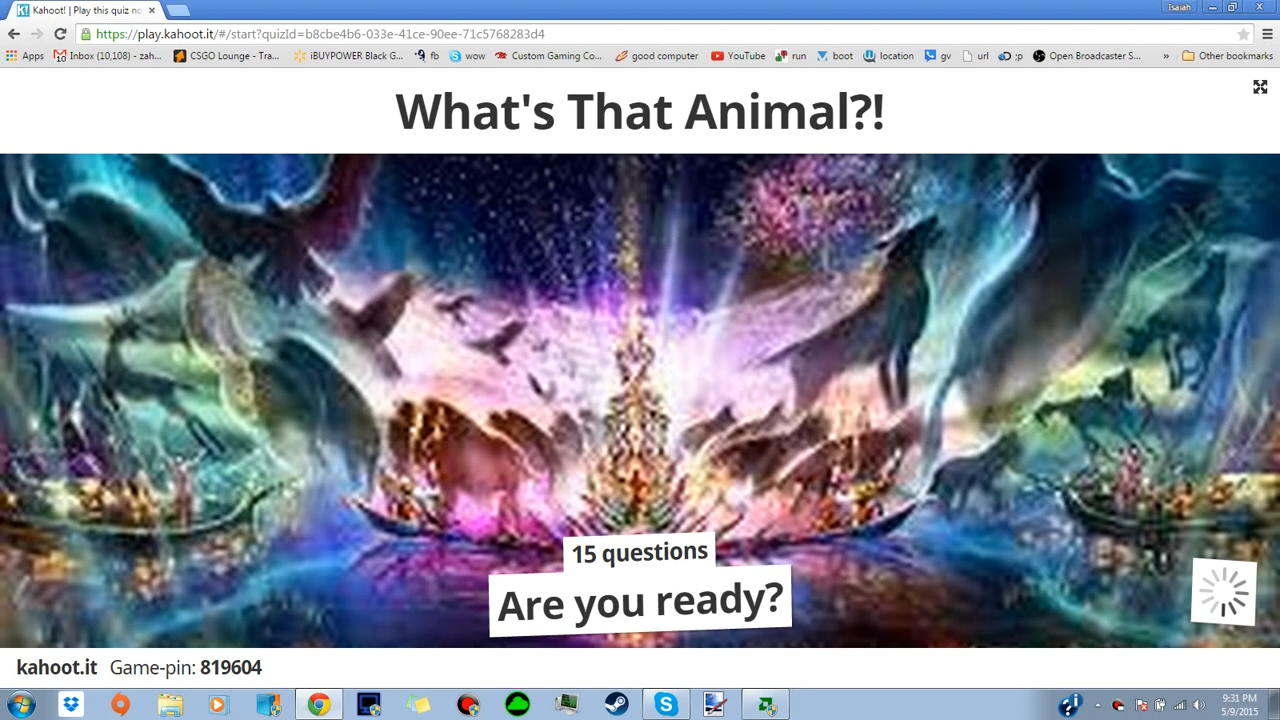 Kahoot! | Play this quiz no
Isaiah
https://play.kahoot.it/#/start?quizId=b8cbe4b6-033e-41ce-90ee-71c5768283d4
Apps Inbox (10,108) - zah... CSGO Lounge - Tra... iBUYPOWER Black G... fb wow Custom Gaming Co... good computer YouTube run boot location gv url ;p Open Broadcaster S... » Other bookmarks
What's That Animal?!
15 questions
Are you ready?
kahoot.it Game-pin: 819604
9:31 PM
5/9/2015